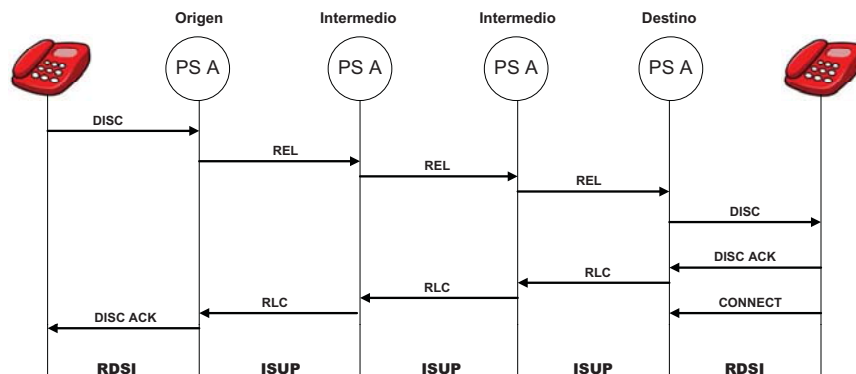 Origen Intermedio Intermedio Destino
PS A PS A PS A PS A
DISC
REL
REL
REL
DISC
DISC ACK
RLC
RLC
CONNECT
RLC
DISC ACK
RDSI ISUP ISUP ISUP RDSI